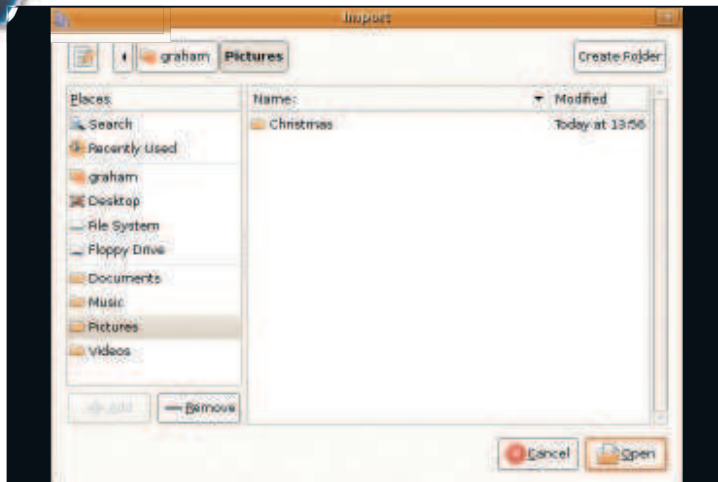 Import
graham Pictures Create Folder
Places Name: Modified
Search Christmas Today at 13:56
Recently Used
graham
Desktop
File System
Floppy Drive
Documents
Music
Pictures
Videos
Add Remove
Cancel Open